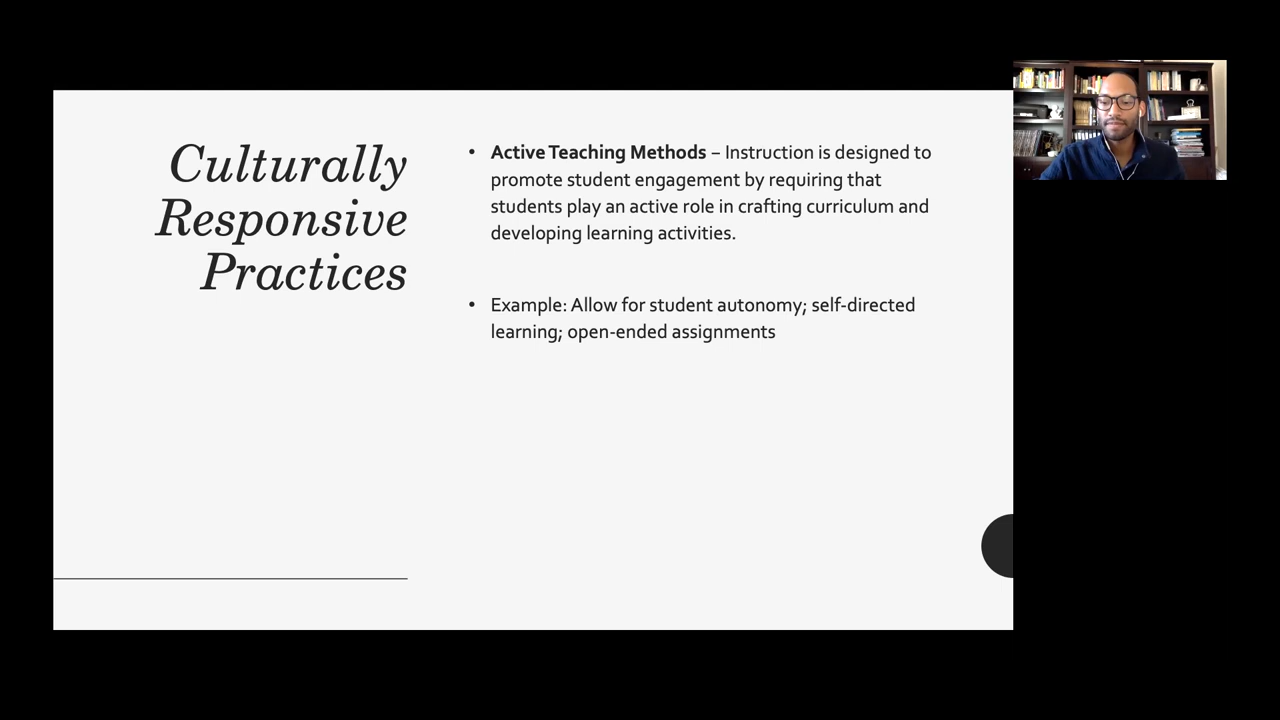 Culturally
Responsive
Practices
• Active Teaching Methods – Instruction is designed to
promote student engagement by requiring that
students play an active role in crafting curriculum and
developing learning activities.
• Example: Allow for student autonomy; self-directed
learning; open-ended assignments